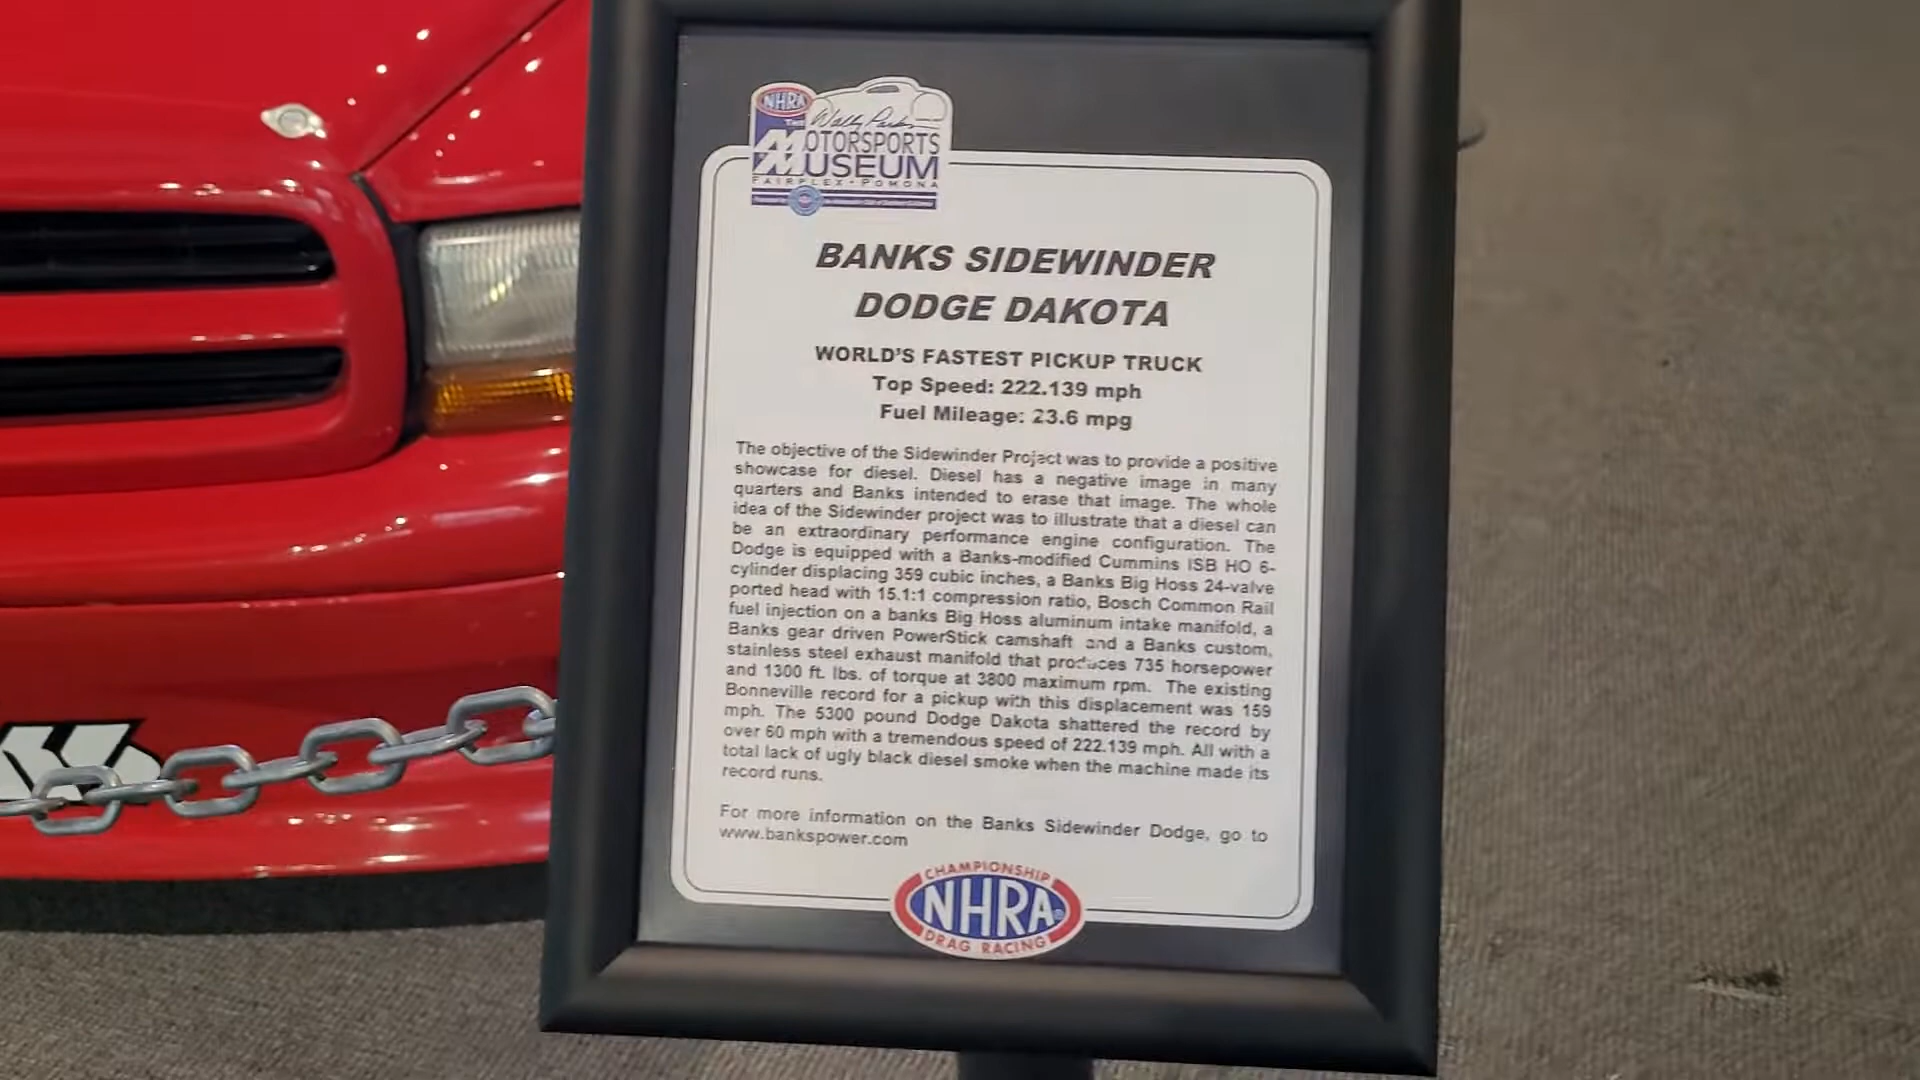 NHRA
The Wally Parks
MOTORSPORTS
MUSEUM
FAIRPLEX • POMONA
BANKS SIDEWINDER
DODGE DAKOTA
WORLD'S FASTEST PICKUP TRUCK
Top Speed: 222.139 mph
Fuel Mileage: 23.6 mpg
The objective of the Sidewinder Project was to provide a positive
showcase for diesel. Diesel has a negative image in many
quarters and Banks intended to erase that image. The whole
idea of the Sidewinder project was to illustrate that a diesel can
be an extraordinary performance engine configuration. The
Dodge is equipped with a Banks-modified Cummins ISB HO 6-
cylinder displacing 359 cubic inches, a Banks Big Hoss 24-valve
ported head with 15.1:1 compression ratio, Bosch Common Rail
fuel injection on a banks Big Hoss aluminum intake manifold, a
Banks gear driven PowerStick camshaft and a Banks custom,
stainless steel exhaust manifold that produces 735 horsepower
and 1300 ft. lbs. of torque at 3800 maximum rpm. The existing
Bonneville record for a pickup with this displacement was 159
mph. The 5300 pound Dodge Dakota shattered the record by
over 60 mph with a tremendous speed of 222.139 mph. All with a
total lack of ugly black diesel smoke when the machine made its
record runs.
For more information on the Banks Sidewinder Dodge, go to
www.bankspower.com
CHAMPIONSHIP
NHRA
DRAG RACING